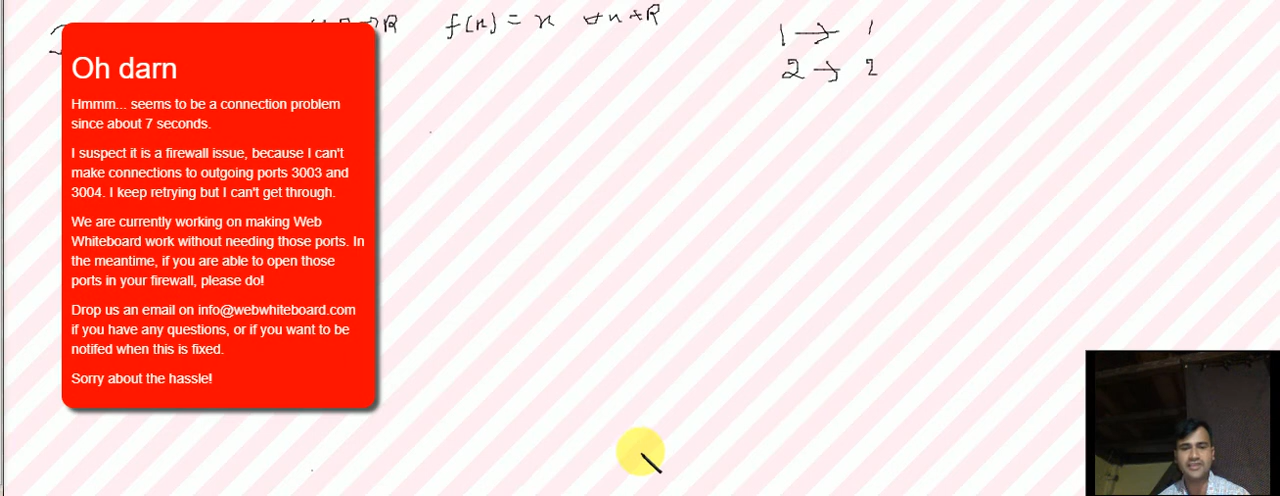 R f(x) = x ∀ x ∈ R
1 → 1
2 → 2
Oh darn
Hmmm... seems to be a connection problem
since about 7 seconds.
I suspect it is a firewall issue, because I can't
make connections to outgoing ports 3003 and
3004. I keep retrying but I can't get through.
We are currently working on making Web
Whiteboard work without needing those ports. In
the meantime, if you are able to open those
ports in your firewall, please do!
Drop us an email on info@webwhiteboard.com
if you have any questions, or if you want to be
notifed when this is fixed.
Sorry about the hassle!